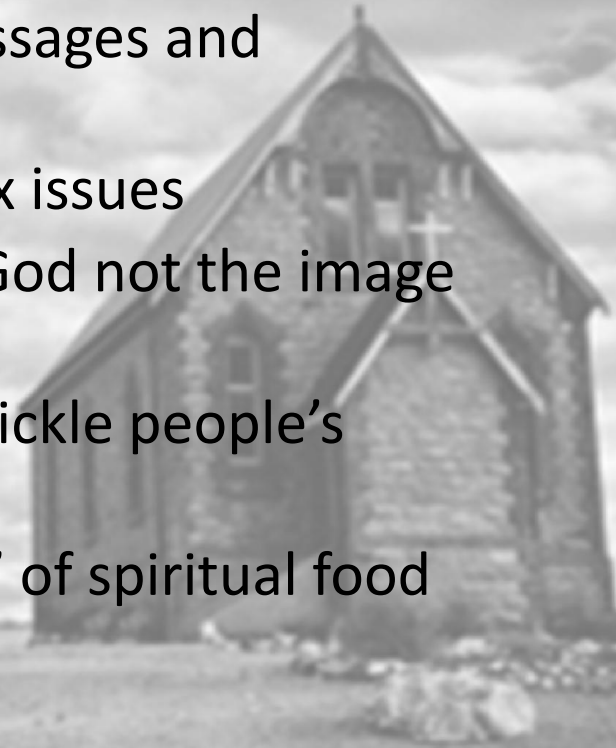 ssages and
x issues
God not the image
ickle people’s
’ of spiritual food